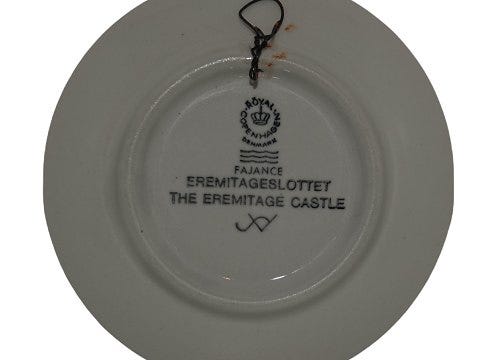 ROYAL
COPENHAGEN
DENMARK
FAJANCE
EREMITAGESLOTTET
THE EREMITAGE CASTLE